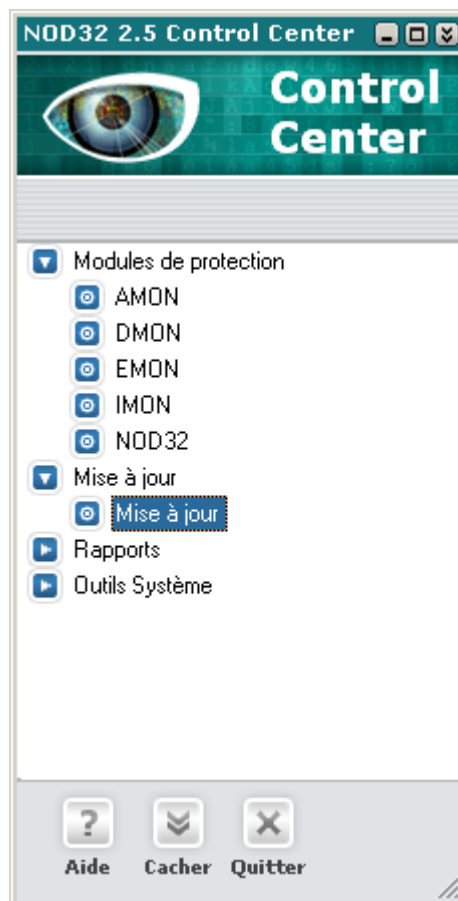 NOD32 2.5 Control Center
Control
Center
Modules de protection
AMON
DMON
EMON
IMON
NOD32
Mise à jour
Mise à jour
Rapports
Outils Système
?
Aide Cacher Quitter